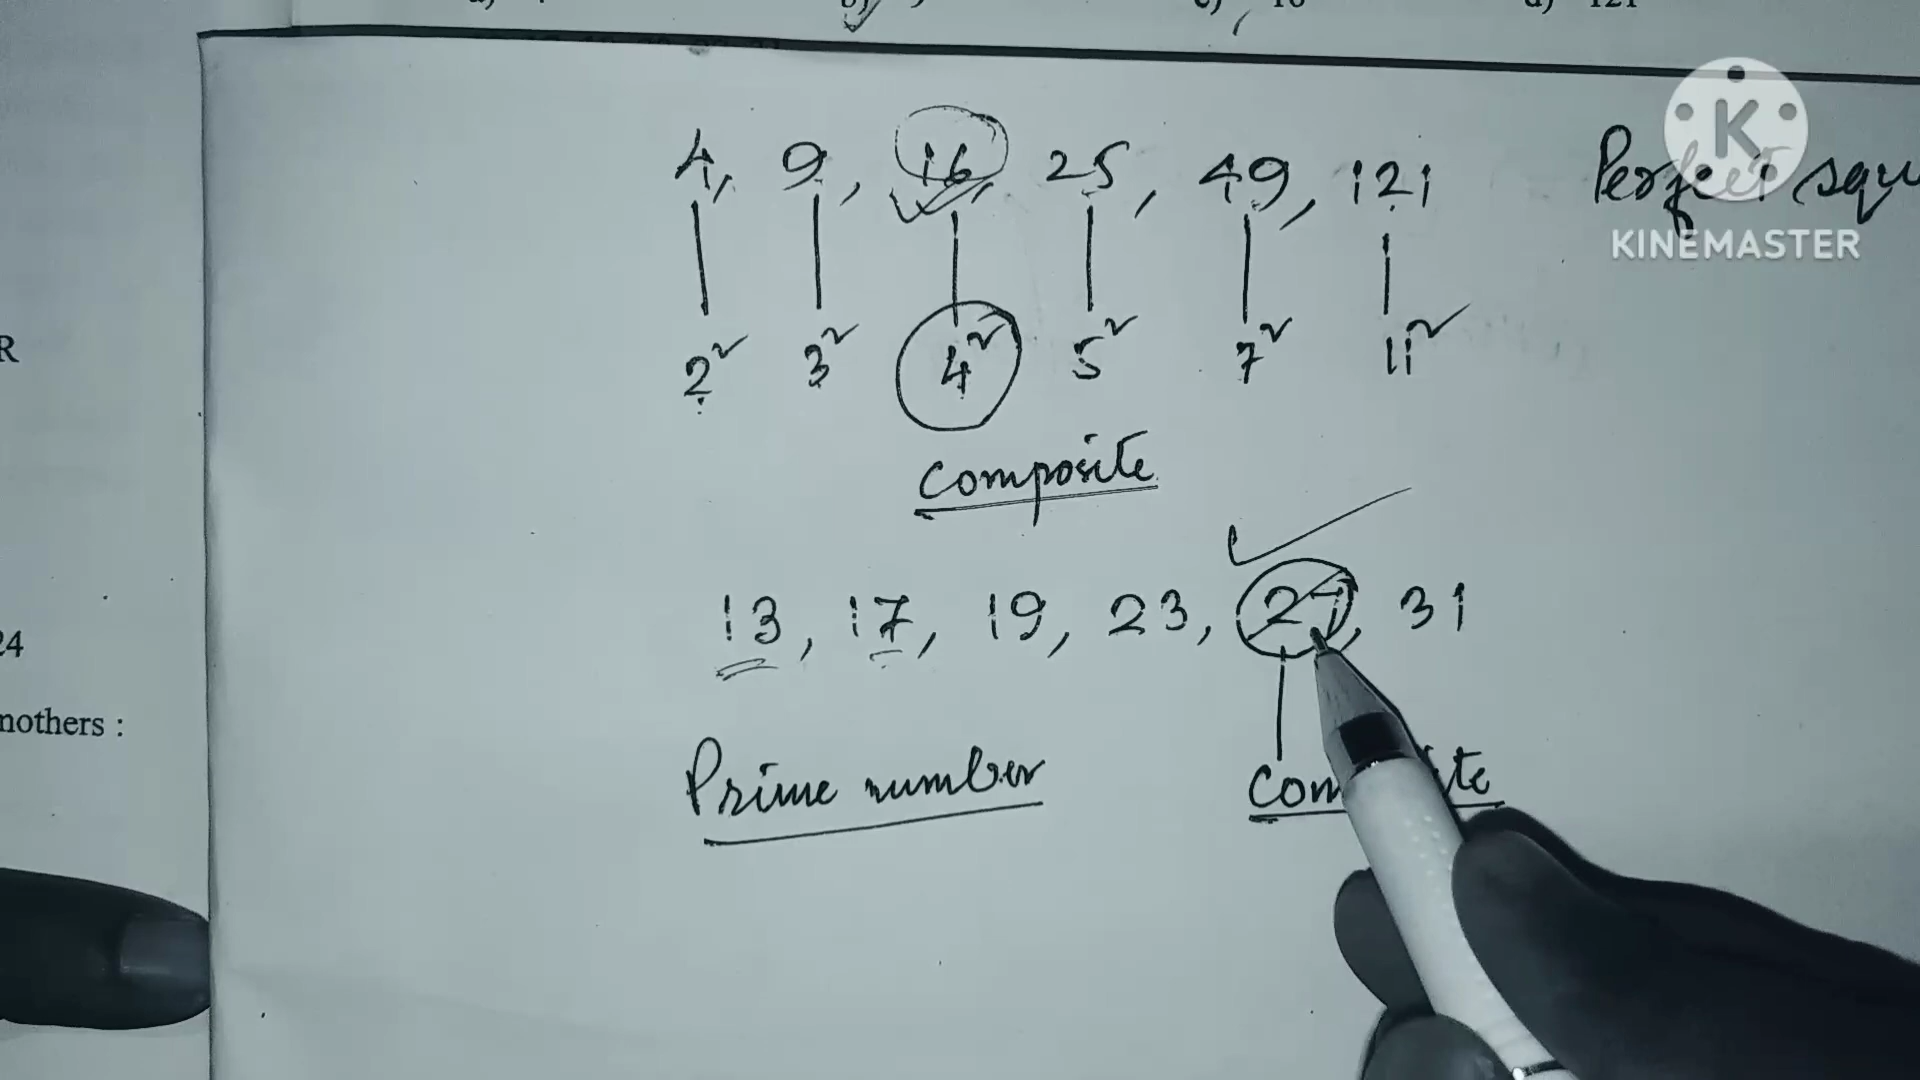 4, 9, 16, 25, 49, 121
K
KINEMASTER
2² 3² 4² 5² 7² 11²
Composite
13, 17, 19, 23, 27, 31
R
24
Prime number
mothers :